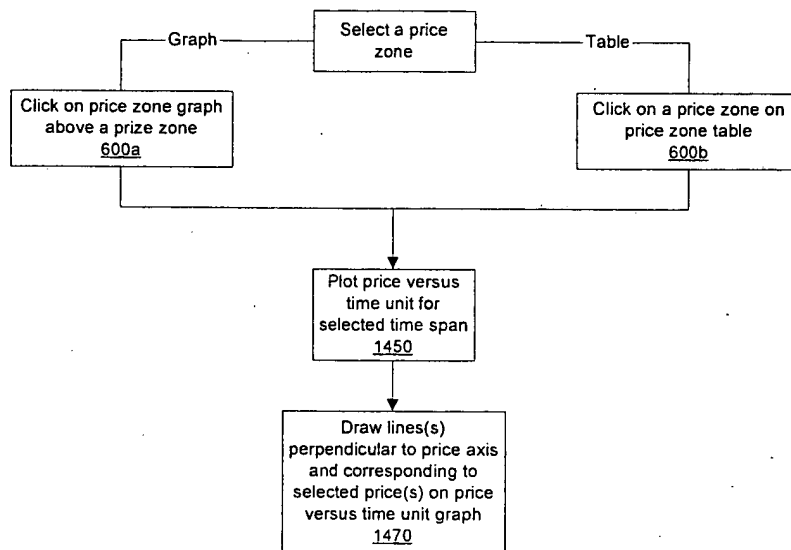 Select a price
zone
Graph
Table
Click on price zone graph
above a prize zone
600a
Click on a price zone on
price zone table
600b
Plot price versus
time unit for
selected time span
1450
Draw lines(s)
perpendicular to price axis
and corresponding to
selected price(s) on price
versus time unit graph
1470